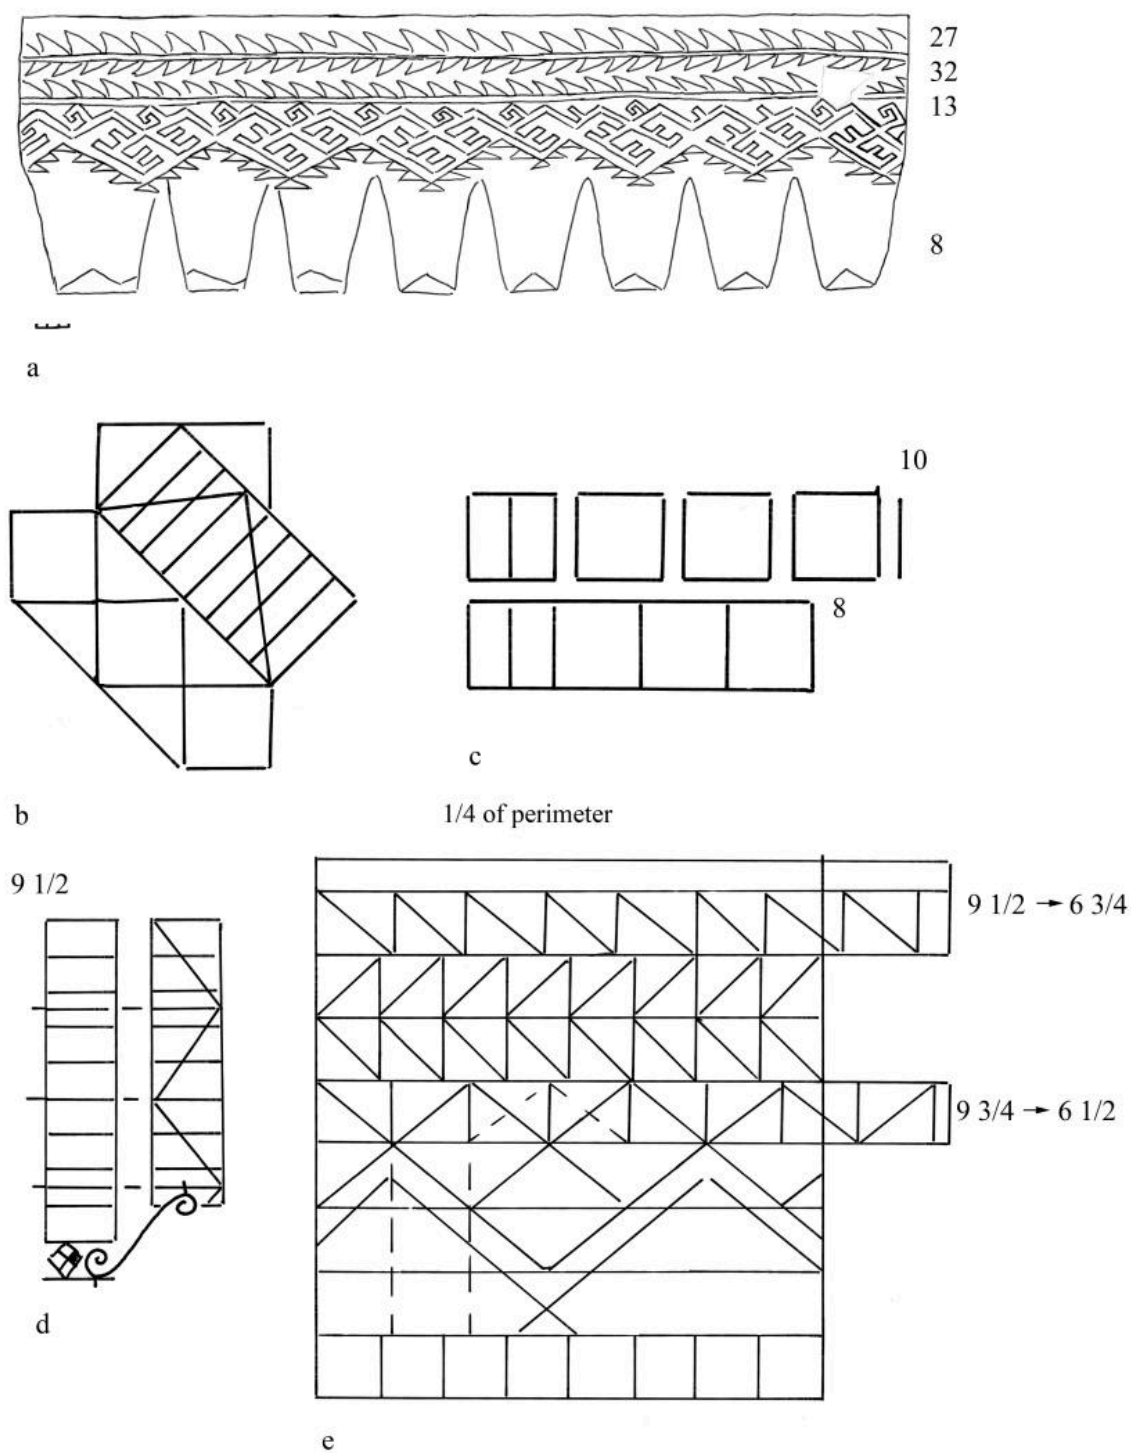 27
32
13
8
a
10
8
c
b
1/4 of perimeter
9 1/2
9 1/2 → 6 3/4
9 3/4 → 6 1/2
d
e